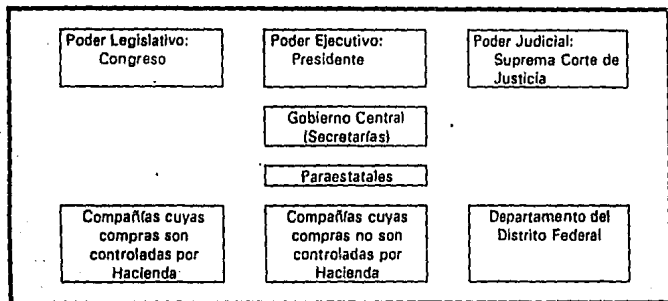 Poder Legislativo:
Congreso
Poder Ejecutivo:
Presidente
Poder Judicial:
Suprema Corte de
Justicia
Gobierno Central
(Secretarías)
Paraestatales
Compañías cuyas
compras son
controladas por
Hacienda
Compañías cuyas
compras no son
controladas por
Hacienda
Departamento del
Distrito Federal